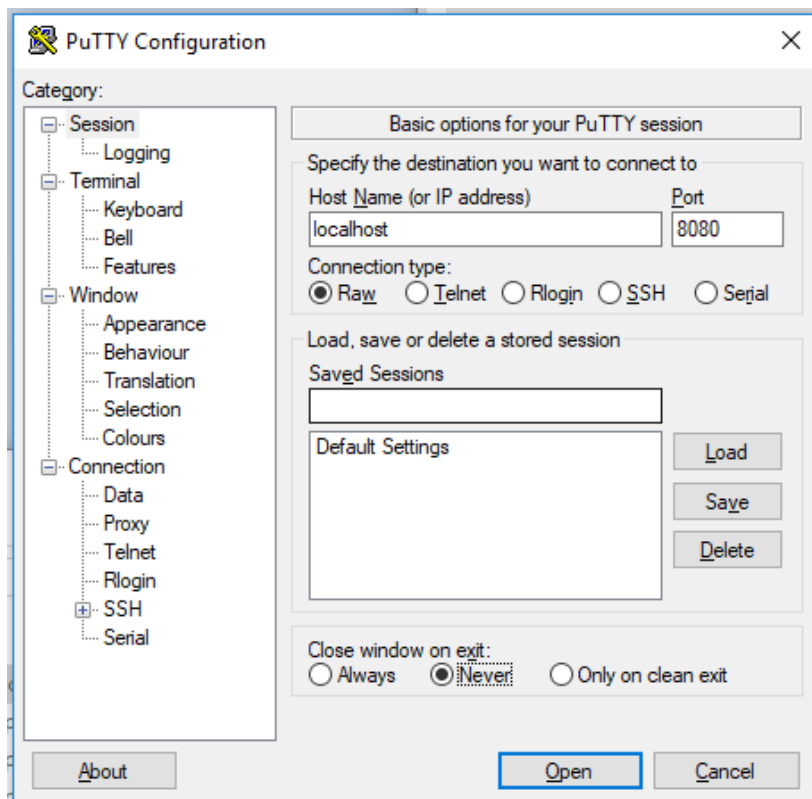 PuTTY Configuration
Category:
Session
Logging
Terminal
Keyboard
Bell
Features
Window
Appearance
Behaviour
Translation
Selection
Colours
Connection
Data
Proxy
Telnet
Rlogin
SSH
Serial
Basic options for your PuTTY session
Specify the destination you want to connect to
Host Name (or IP address) Port
localhost 8080
Connection type:
Raw Telnet Rlogin SSH Serial
Load, save or delete a stored session
Saved Sessions
Default Settings
Load
Save
Delete
Close window on exit:
Always Never Only on clean exit
About Open Cancel